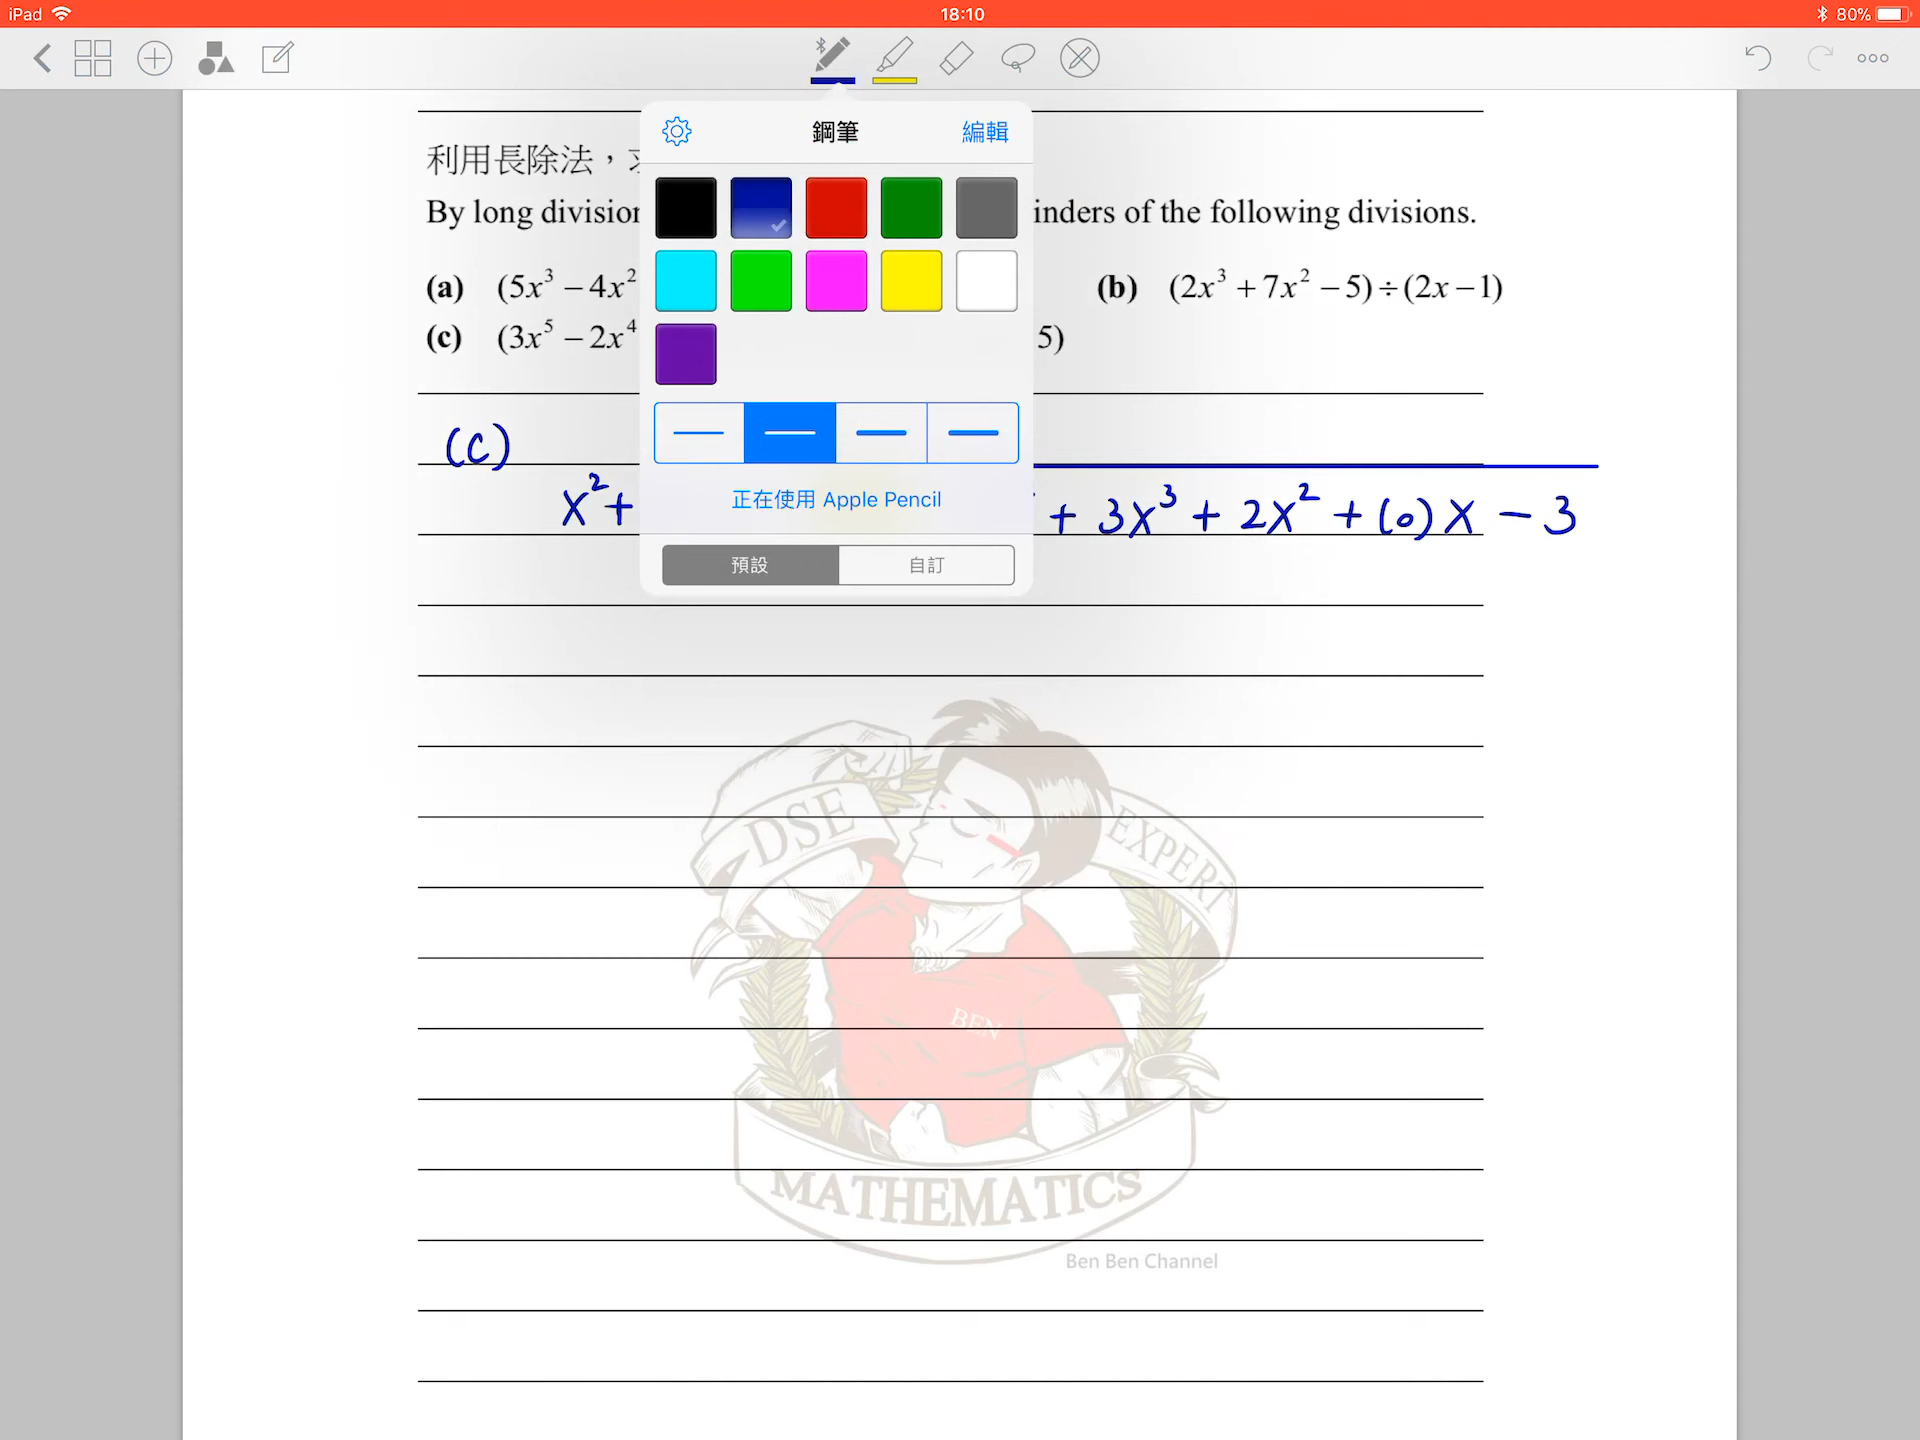 iPad 18:10 80%
鋼筆 編輯
利用長除法，
By long division inders of the following divisions.
(a) (5x³ − 4x² (b) (2x³ + 7x² − 5) ÷ (2x − 1)
(c) (3x⁵ − 2x⁴ 5)
(c)
x² + + 3x³ + 2x² + (0)x − 3
正在使用 Apple Pencil
預設 自訂
DSE EXPERT
BEN
MATHEMATICS
Ben Ben Channel